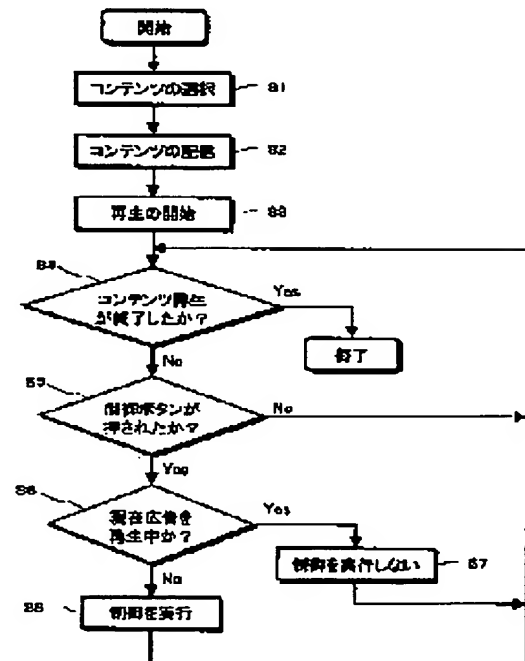 開始
コンテンツの選択
S1
コンテンツの配信
S2
再生の開始
S3
S4
コンテンツ再生
が終了したか？
Yes
終了
No
S5
制御ボタンが
押されたか？
No
Yes
S6
現在広告を
再生中か？
Yes
制御を実行しない
S7
No
S8
制御を実行